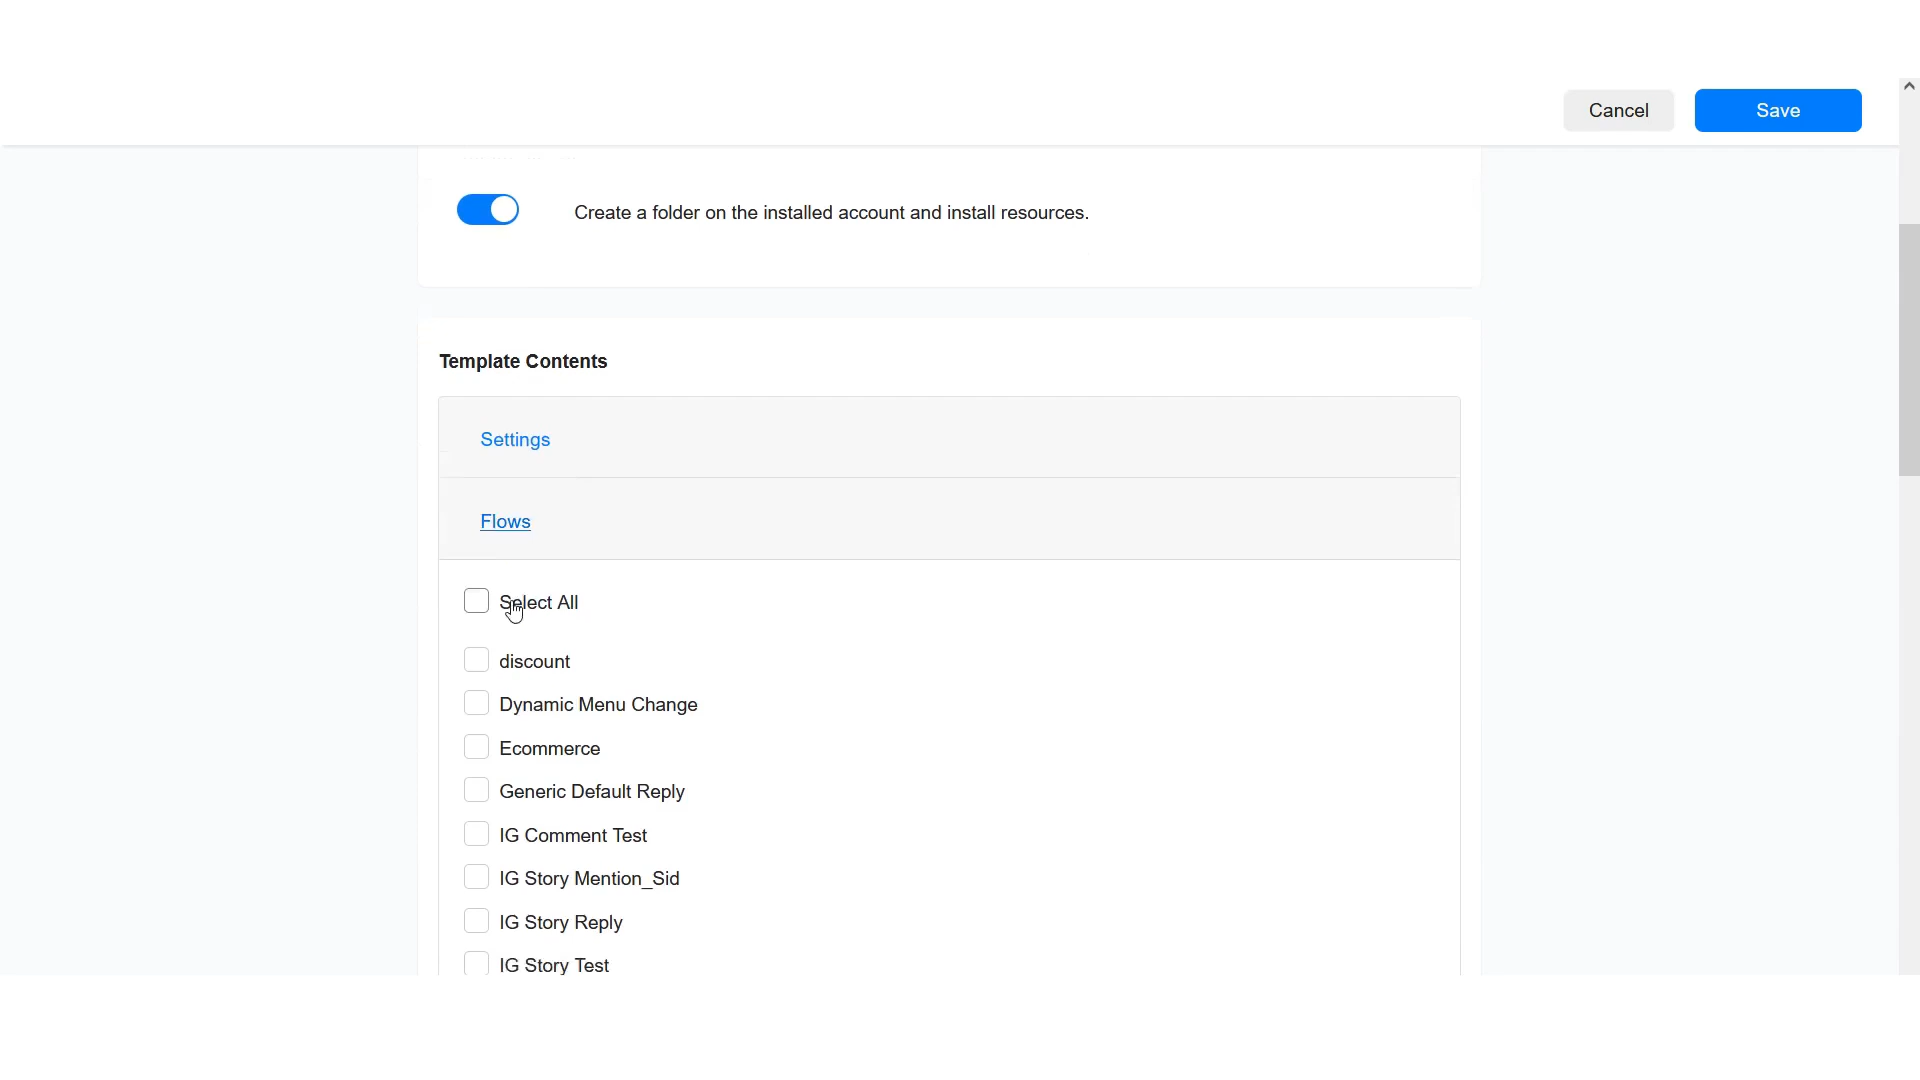 Cancel
Save
Create a folder on the installed account and install resources.
Template Contents
Settings
Flows
Select All
discount
Dynamic Menu Change
Ecommerce
Generic Default Reply
IG Comment Test
IG Story Mention_Sid
IG Story Reply
IG Story Test